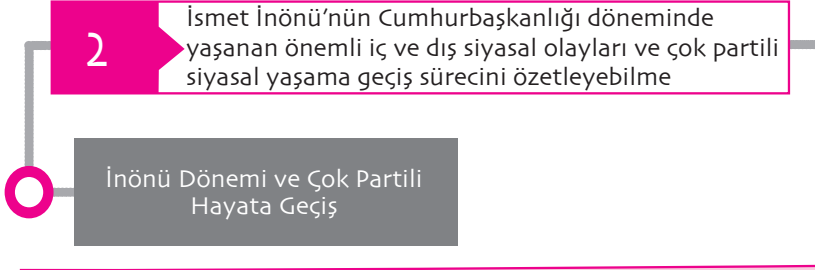 2
İsmet İnönü’nün Cumhurbaşkanlığı döneminde
yaşanan önemli iç ve dış siyasal olayları ve çok partili
siyasal yaşama geçiş sürecini özetleyebilme
İnönü Dönemi ve Çok Partili
Hayata Geçiş